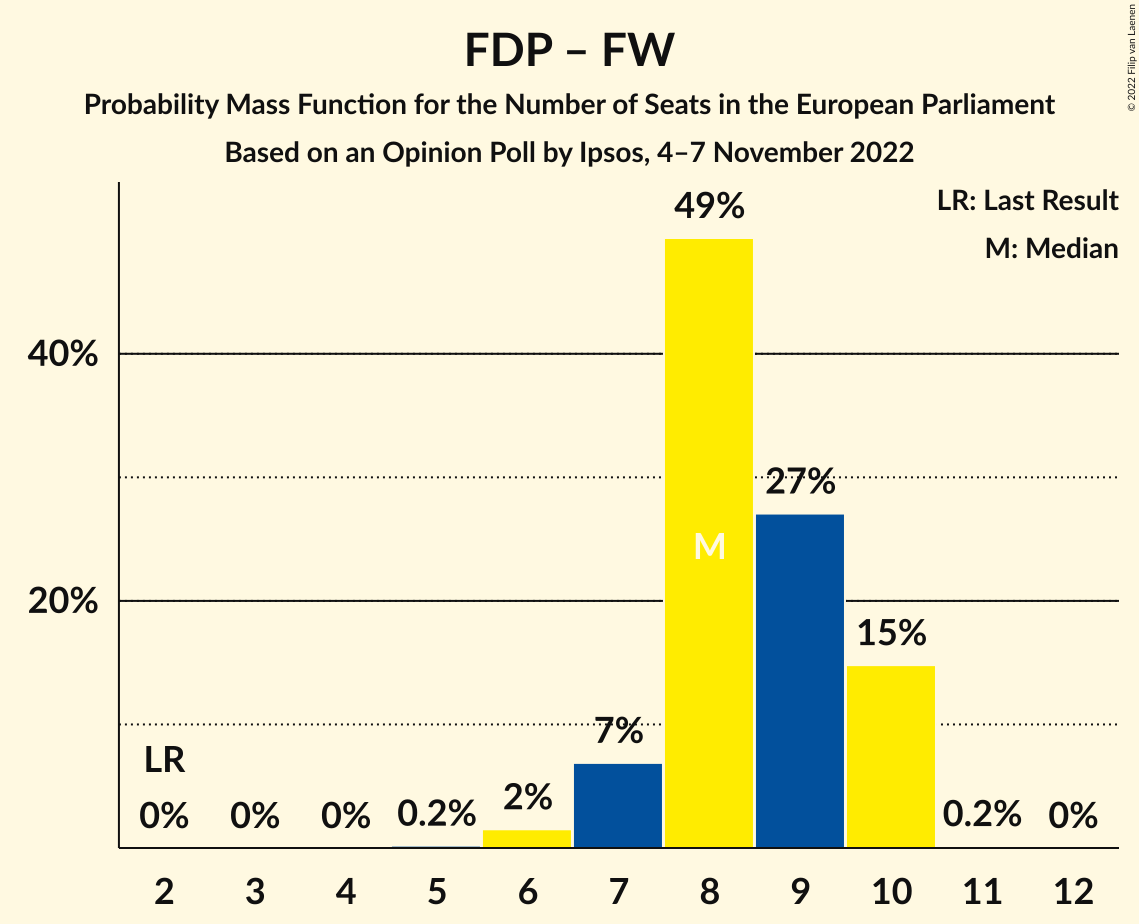 FDP – FW
Probability Mass Function for the Number of Seats in the European Parliament
Based on an Opinion Poll by Ipsos, 4–7 November 2022
© 2022 Filip van Laenen
LR: Last Result
M: Median
49%
40%
27%
M
20%
15%
7%
LR
2%
0% 0% 0% 0.2% 0.2% 0%
2 3 4 5 6 7 8 9 10 11 12